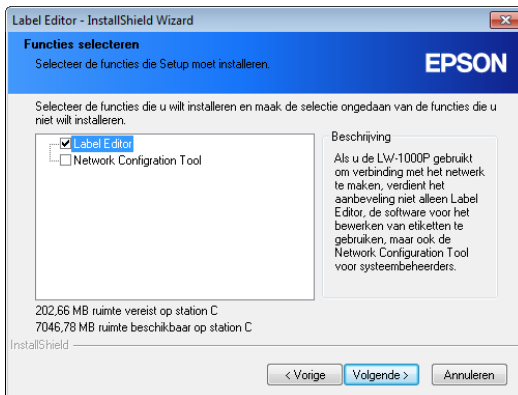 Label Editor - InstallShield Wizard
Functies selecteren
Selecteer de functies die Setup moet installeren.
EPSON
Selecteer de functies die u wilt installeren en maak de selectie ongedaan van de functies die u
niet wilt installeren.
Label Editor
Network Configration Tool
Beschrijving
Als u de LW-1000P gebruikt
om verbinding met het netwerk
te maken, verdient het
aanbeveling niet alleen Label
Editor, de software voor het
bewerken van etiketten te
gebruiken, maar ook de
Network Configuration Tool
voor systeembeheerders.
202,66 MB ruimte vereist op station C
7046,78 MB ruimte beschikbaar op station C
InstallShield
< Vorige
Volgende >
Annuleren